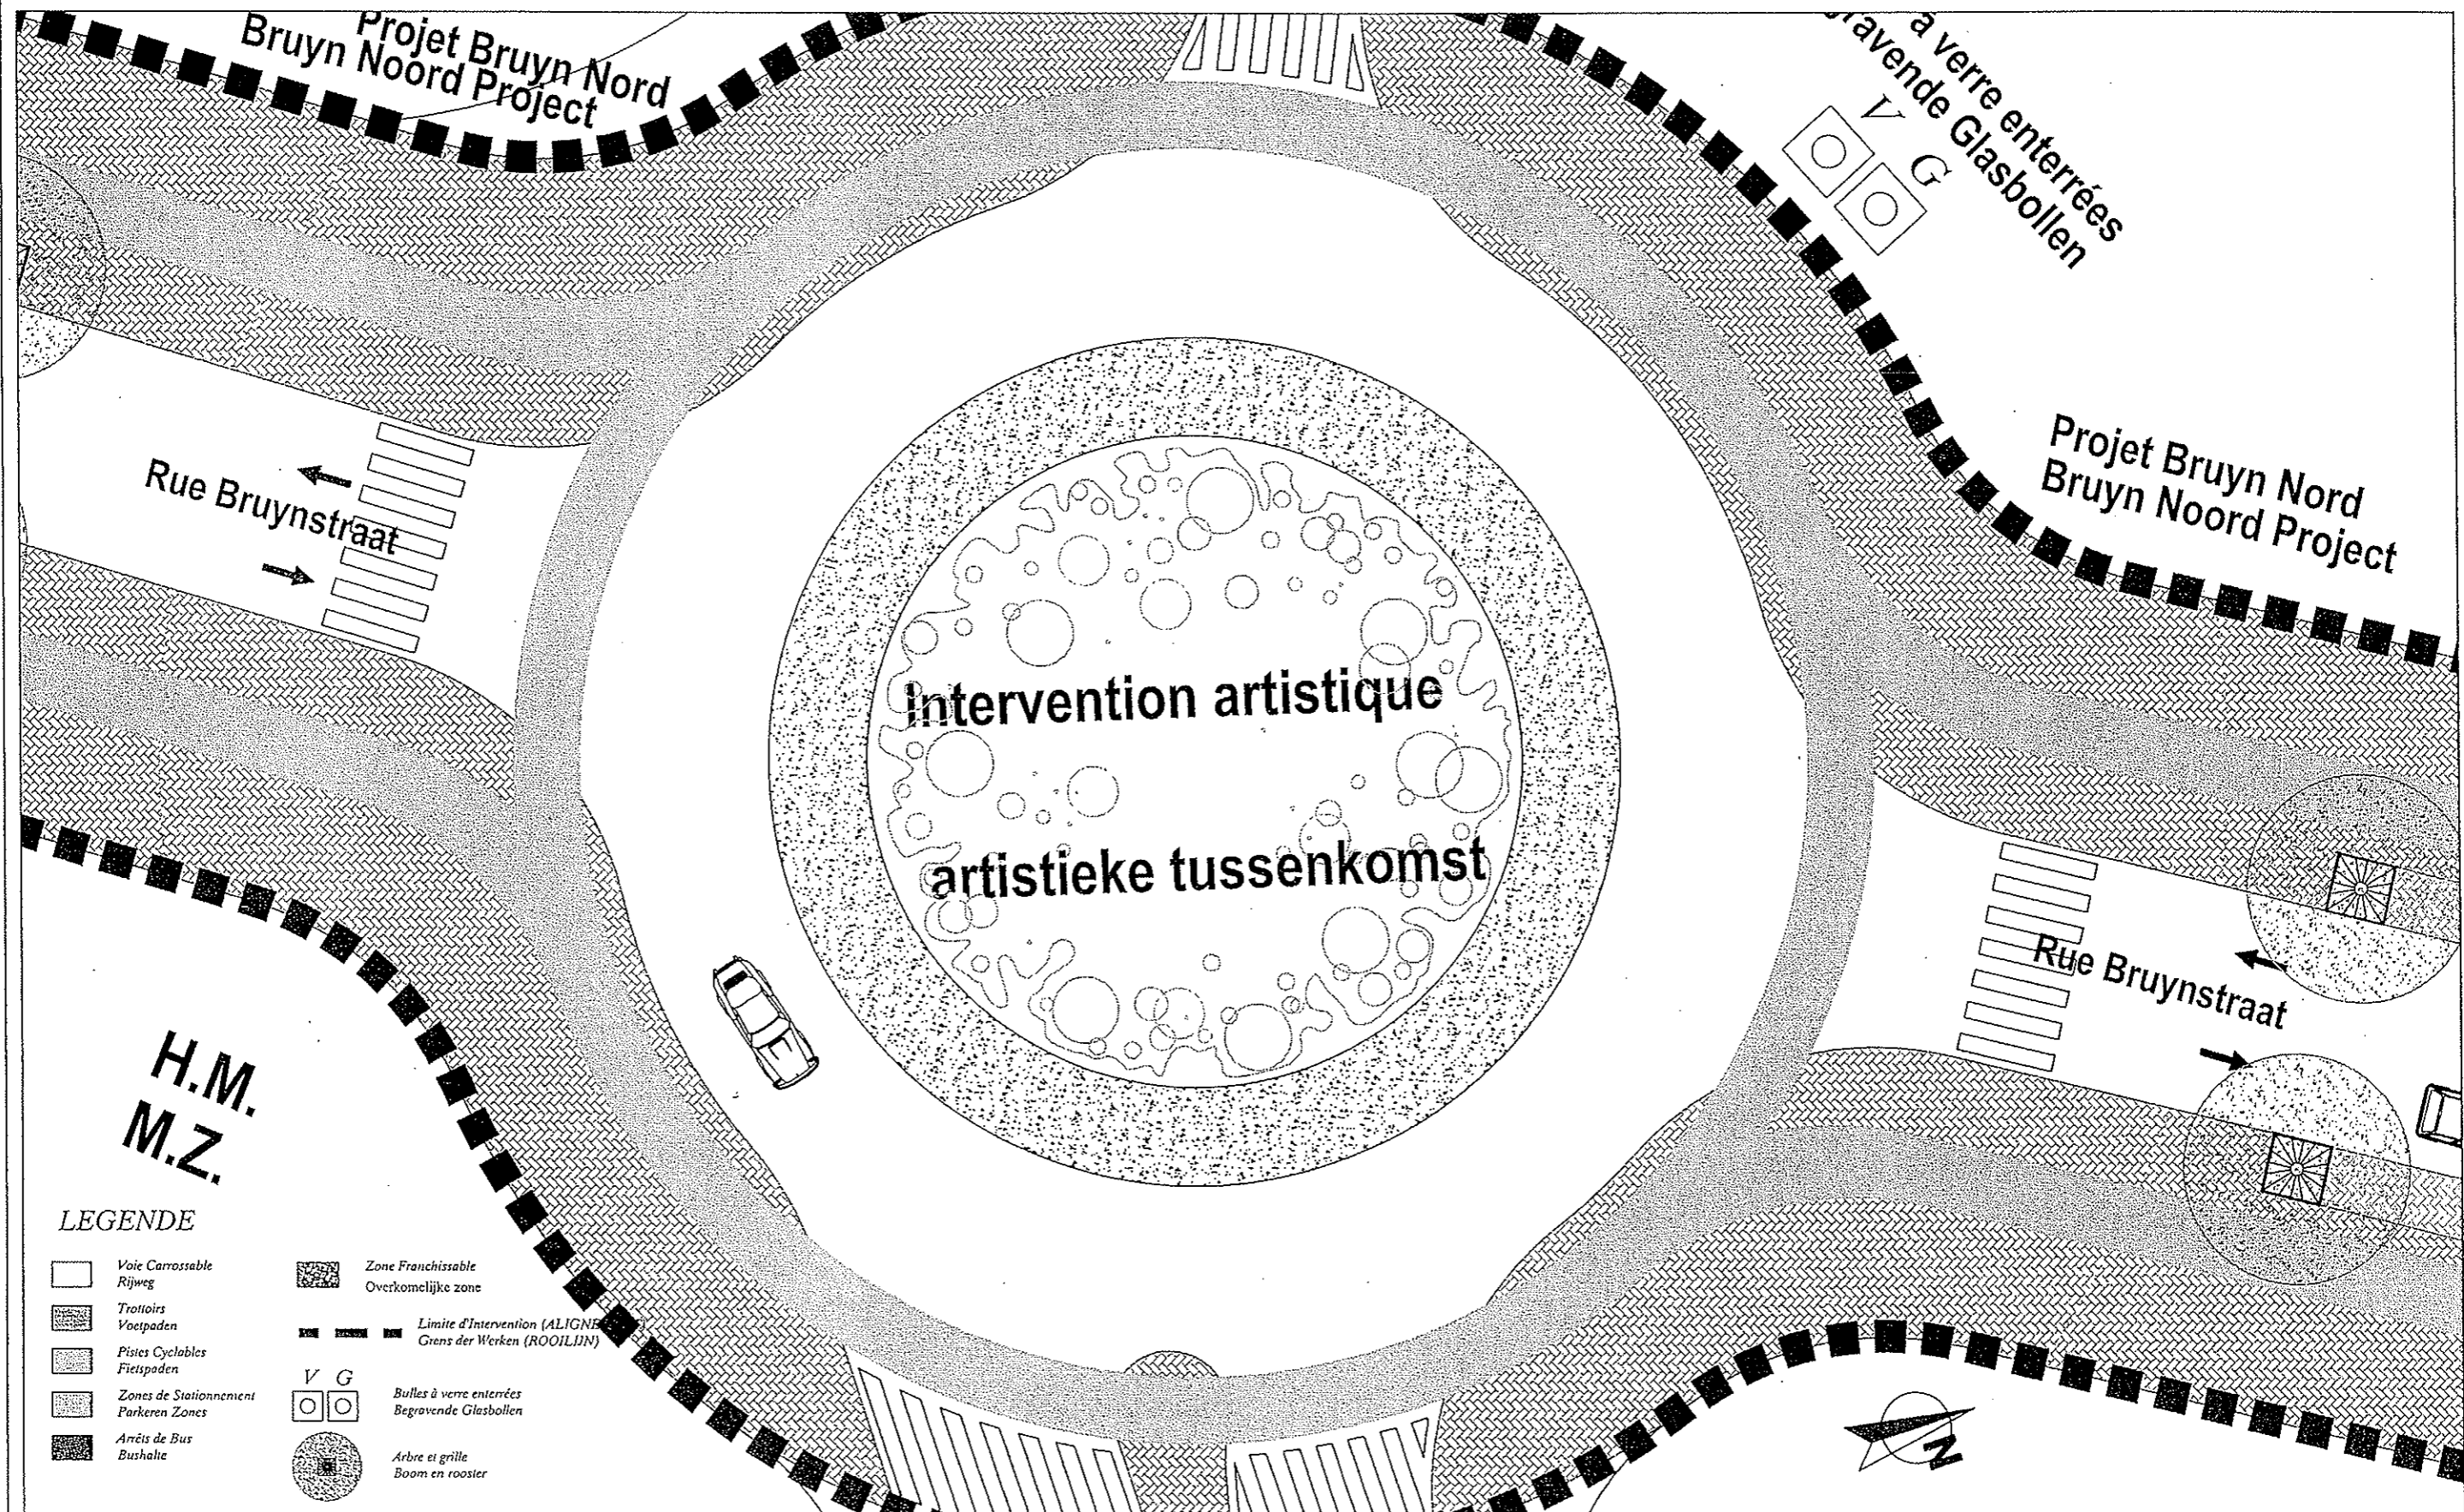 Projet Bruyn Nord
Bruyn Noord Project
à verre enterrées
Glasbollen
V G
Projet Bruyn Nord
Bruyn Noord Project
Rue Bruynstraat
Intervention artistique
artistieke tussenkomst
Rue Bruynstraat
H.M.
M.Z.
LEGENDE
Voie Carrossable
Rijweg
Trottoirs
Voetpaden
Pistes Cyclables
Fietspaden
Zones de Stationnement
Parkeren Zones
Arrêts de Bus
Bushalte
Zone Franchissable
Overkomelijke zone
Limite d'Intervention
Grens der Werken (ROOILIJN)
V G
Bulles à verre enterrées
Begravende Glasbollen
Arbre et grille
Boom en rooster
N